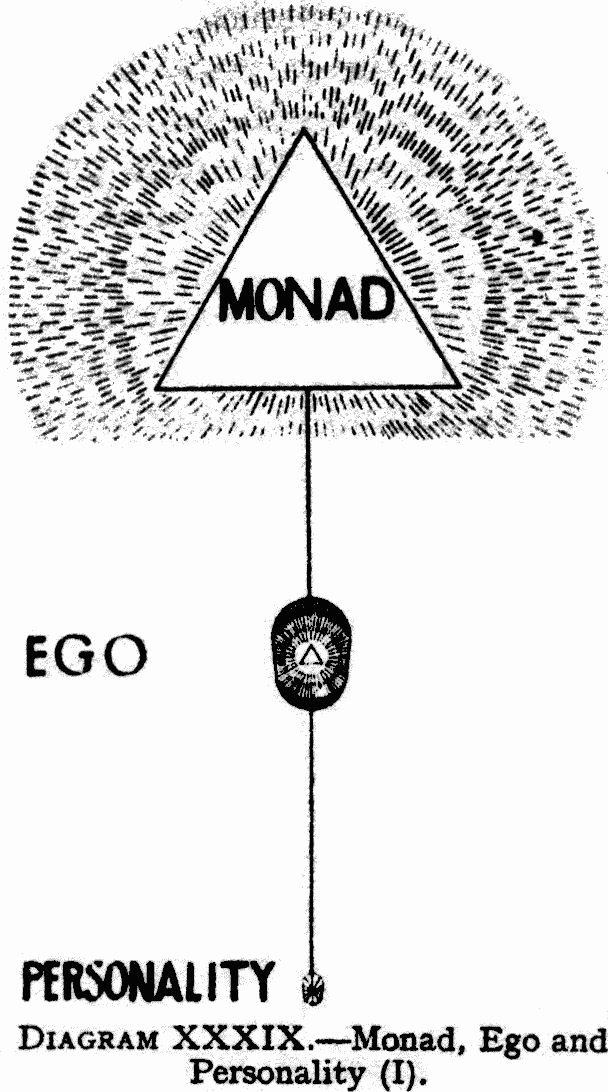 MONAD
EGO
PERSONALITY
DIAGRAM XXXIX.—Monad, Ego and
Personality (I).